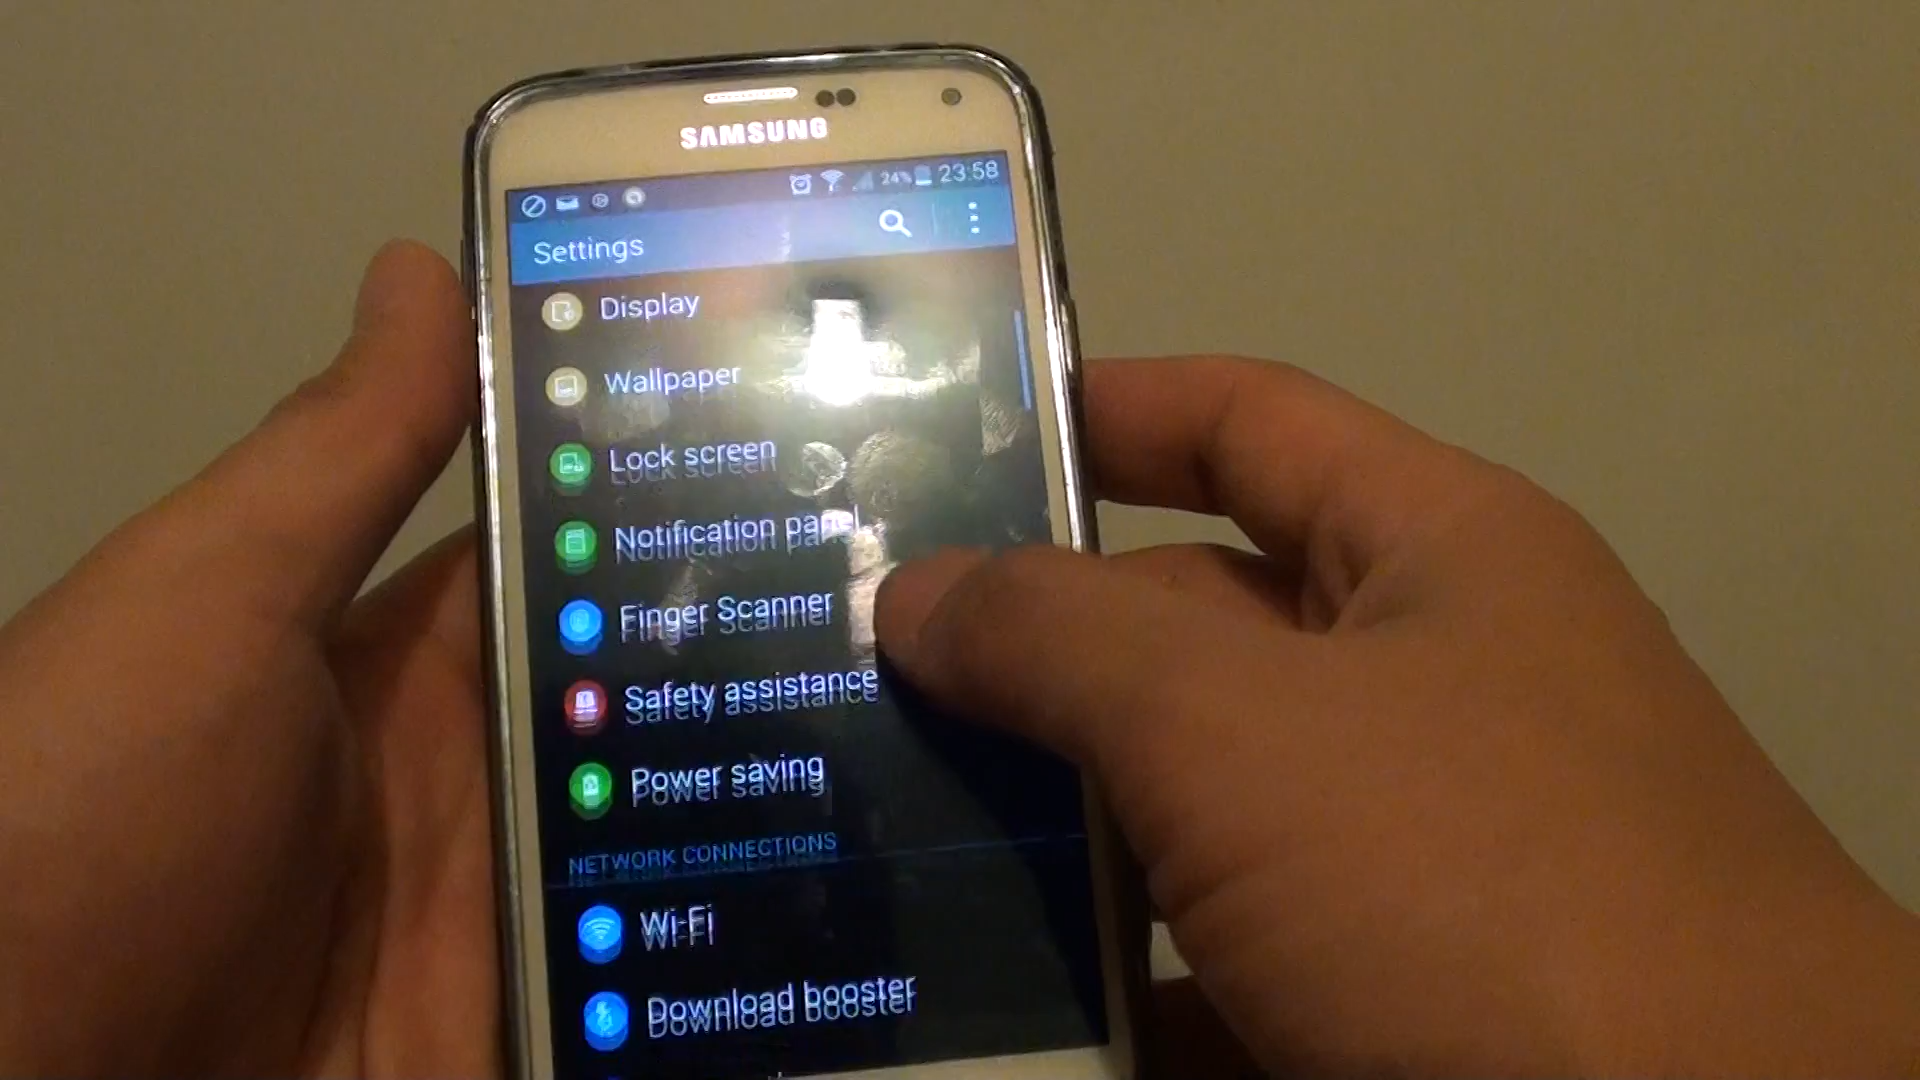 SAMSUNG
24% 23:58
Settings
Display
Wallpaper
Lock screen
Notification panel
Finger Scanner
Safety assistance
Power saving
NETWORK CONNECTIONS
Wi-Fi
Download booster